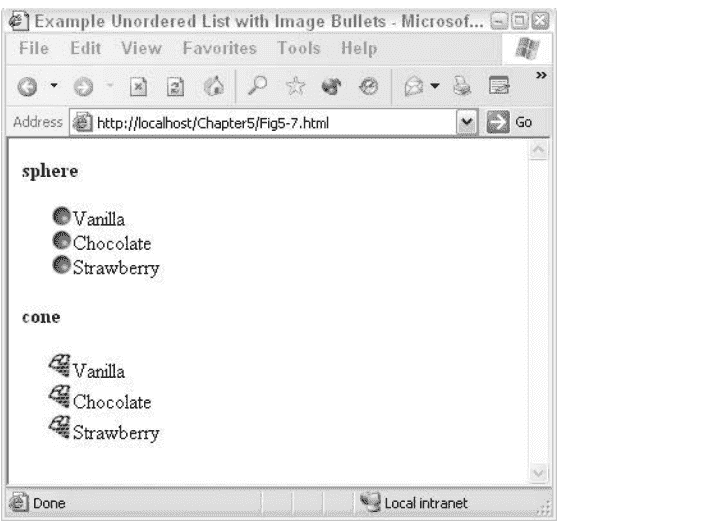 Example Unordered List with Image Bullets - Microsof...
File Edit View Favorites Tools Help
»
Address http://localhost/Chapter5/Fig5-7.html Go
sphere
Vanilla
Chocolate
Strawberry
cone
Vanilla
Chocolate
Strawberry
Done Local intranet